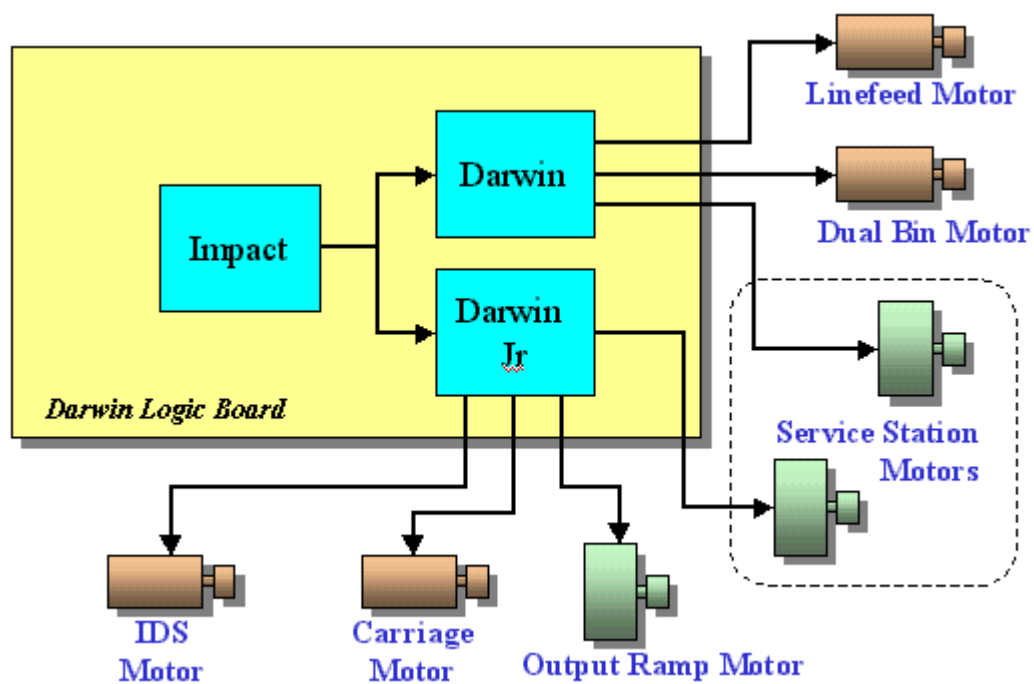 Linefeed Motor
Darwin
Dual Bin Motor
Impact
Darwin
Jr
Darwin Logic Board
Service Station
Motors
IDS
Motor
Carriage
Motor
Output Ramp Motor